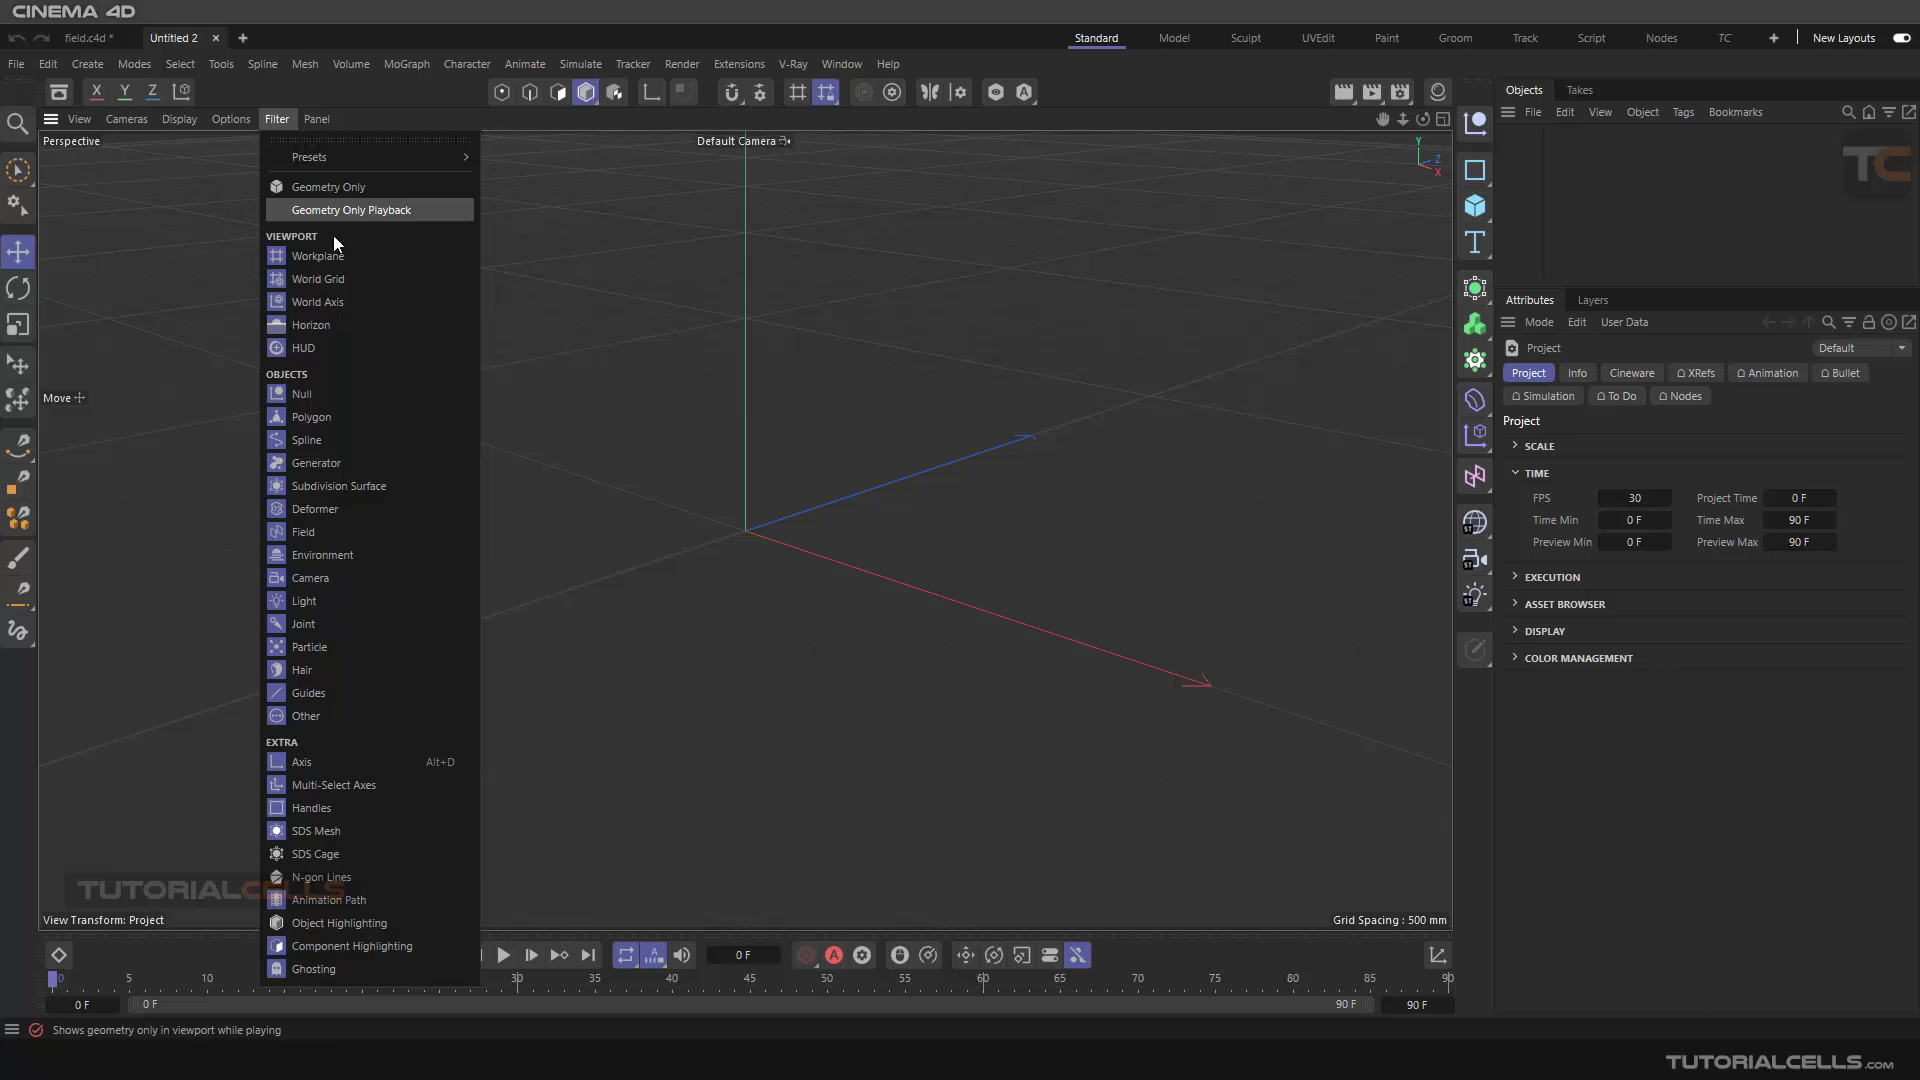 CINEMA 4D
field.c4d *
Untitled 2
Standard
Model
Sculpt
UVEdit
Paint
Groom
Track
Script
Nodes
TC
New Layouts
File Edit Create Modes Select Tools Spline Mesh Volume MoGraph Character Animate Simulate Tracker Render Extensions V-Ray Window Help
X Y Z
View Cameras Display Options Filter Panel
Perspective
Default Camera
Y
Z
X
Move
Presets
Geometry Only
Geometry Only Playback
VIEWPORT
Workplane
World Grid
World Axis
Horizon
HUD
OBJECTS
Null
Polygon
Spline
Generator
Subdivision Surface
Deformer
Field
Environment
Camera
Light
Joint
Particle
Hair
Guides
Other
EXTRA
Axis Alt+D
Multi-Select Axes
Handles
SDS Mesh
SDS Cage
N-gon Lines
Animation Path
Object Highlighting
Component Highlighting
Ghosting
TUTORIALCELLS
View Transform: Project
Grid Spacing : 500 mm
Objects Takes
File Edit View Object Tags Bookmarks
TC
Attributes Layers
Mode Edit User Data
Project Default
Project Info Cineware XRefs Animation Bullet
Simulation To Do Nodes
Project
SCALE
TIME
FPS 30 Project Time 0 F
Time Min 0 F Time Max 90 F
Preview Min 0 F Preview Max 90 F
EXECUTION
ASSET BROWSER
DISPLAY
COLOR MANAGEMENT
0 F
0 5 10 30 35 40 45 50 55 60 65 70 75 80 85 90
0 F 0 F 90 F 90 F
Shows geometry only in viewport while playing
TUTORIALCELLS.com